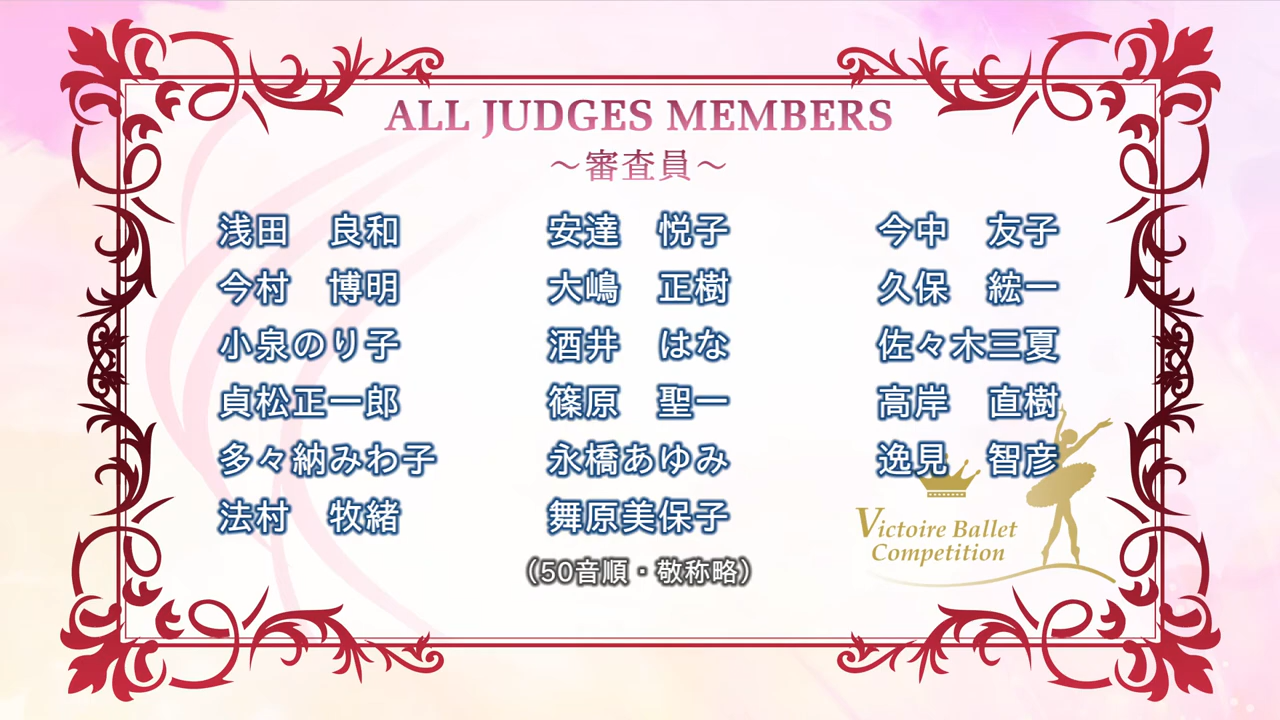 ALL JUDGES MEMBERS
～審査員～
浅田　良和　安達　悦子　今中　友子
今村　博明　大嶋　正樹　久保　綋一
小泉のり子　酒井　はな　佐々木三夏
貞松正一郎　篠原　聖一　高岸　直樹
多々納みわ子　永橋あゆみ　逸見　智彦
法村　牧緒　舞原美保子
（50音順・敬称略）
Victoire Ballet
Competition